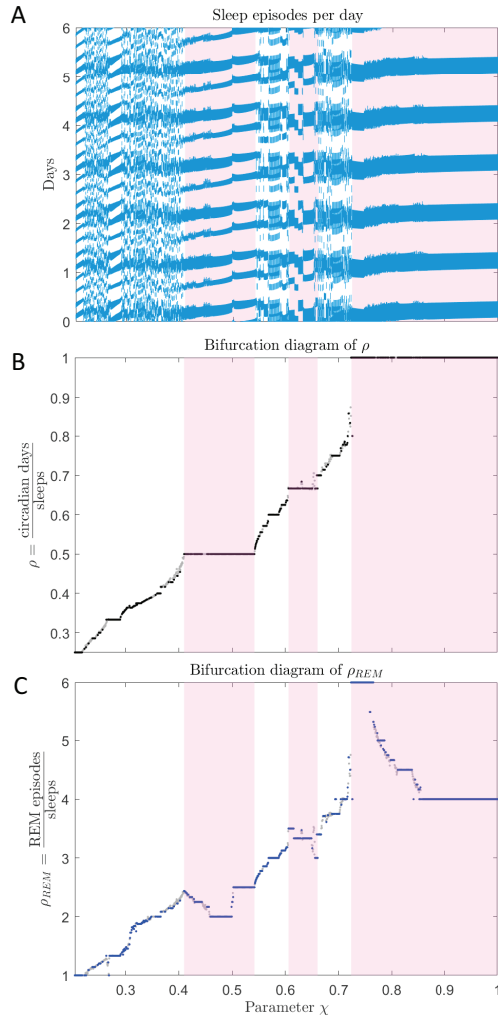 A
Sleep episodes per day
6
5
4
3
2
1
0
Days
B
Bifurcation diagram of ρ
1
0.9
0.8
0.7
0.6
0.5
0.4
0.3
ρ = circadian days / sleeps
C
Bifurcation diagram of ρ_REM
6
5
4
3
2
1
ρ_REM = REM episodes / sleeps
0.3 0.4 0.5 0.6 0.7 0.8 0.9 1
Parameter χ